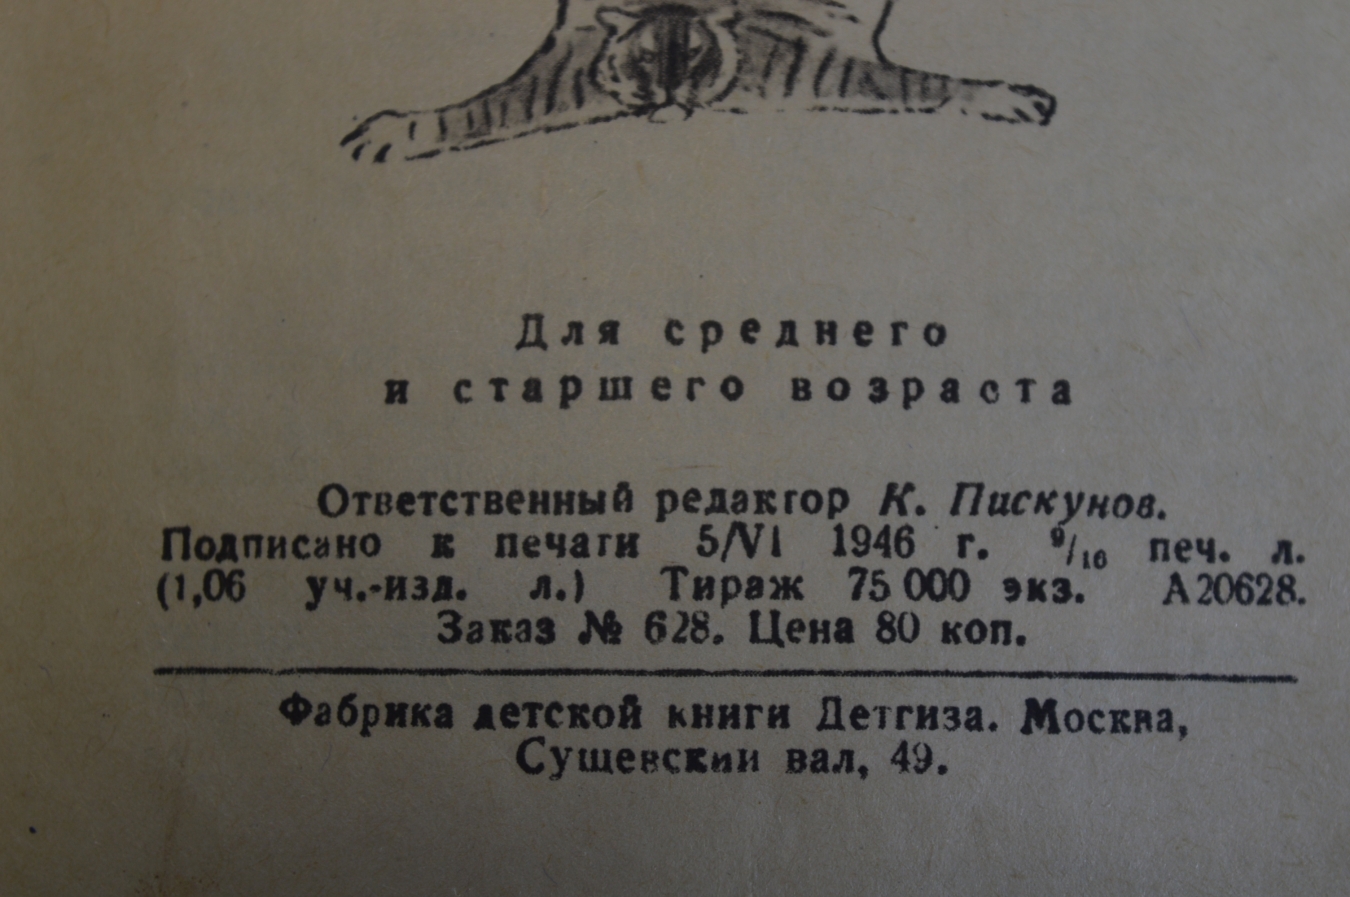 Для среднего
и старшего возраста
Ответственный редактор К. Пискунов.
Подписано к печати 5/VI 1946 г. 9/16 печ. л.
(1,06 уч.-изд. л.) Тираж 75 000 экз. А20628.
Заказ № 628. Цена 80 коп.
Фабрика детской книги Детгиза. Москва,
Сущевский вал, 49.